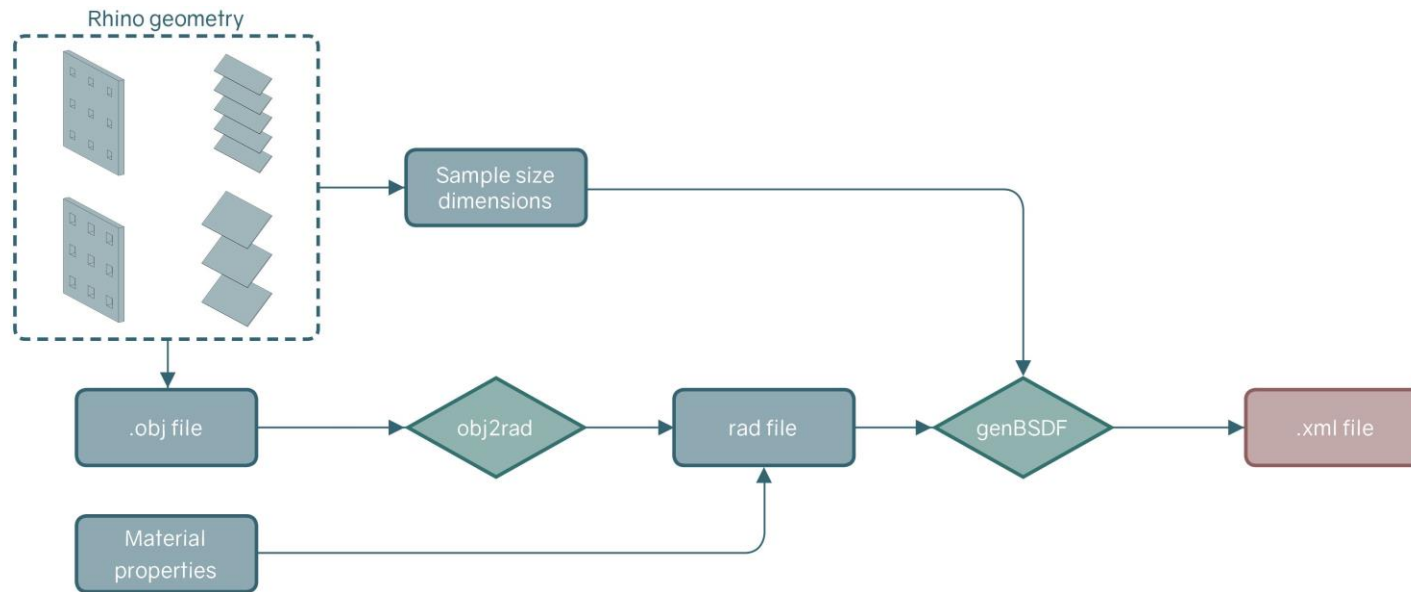 Rhino geometry
Sample size
dimensions
.obj file
obj2rad
rad file
genBSDF
.xml file
Material
properties